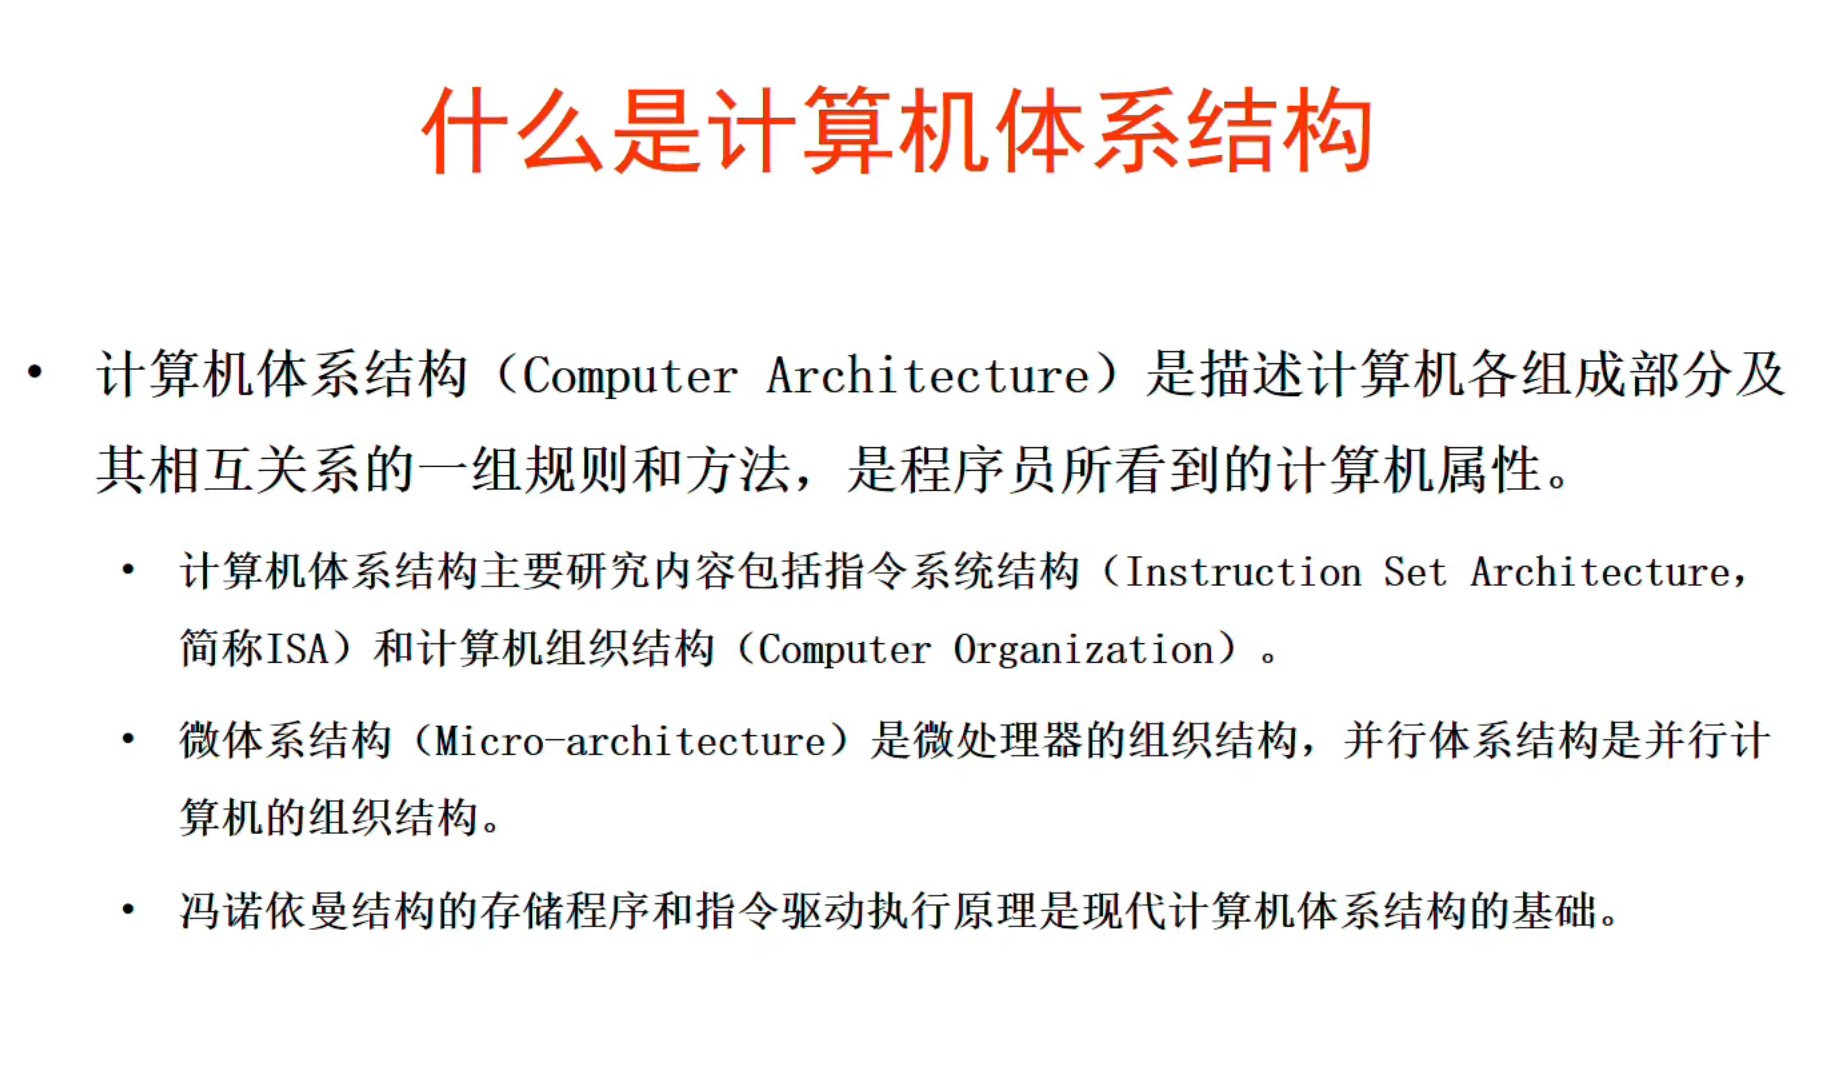 什么是计算机体系结构
• 计算机体系结构（Computer Architecture）是描述计算机各组成部分及
其相互关系的一组规则和方法，是程序员所看到的计算机属性。
• 计算机体系结构主要研究内容包括指令系统结构（Instruction Set Architecture，
简称ISA）和计算机组织结构（Computer Organization）。
• 微体系结构（Micro-architecture）是微处理器的组织结构，并行体系结构是并行计
算机的组织结构。
• 冯诺依曼结构的存储程序和指令驱动执行原理是现代计算机体系结构的基础。